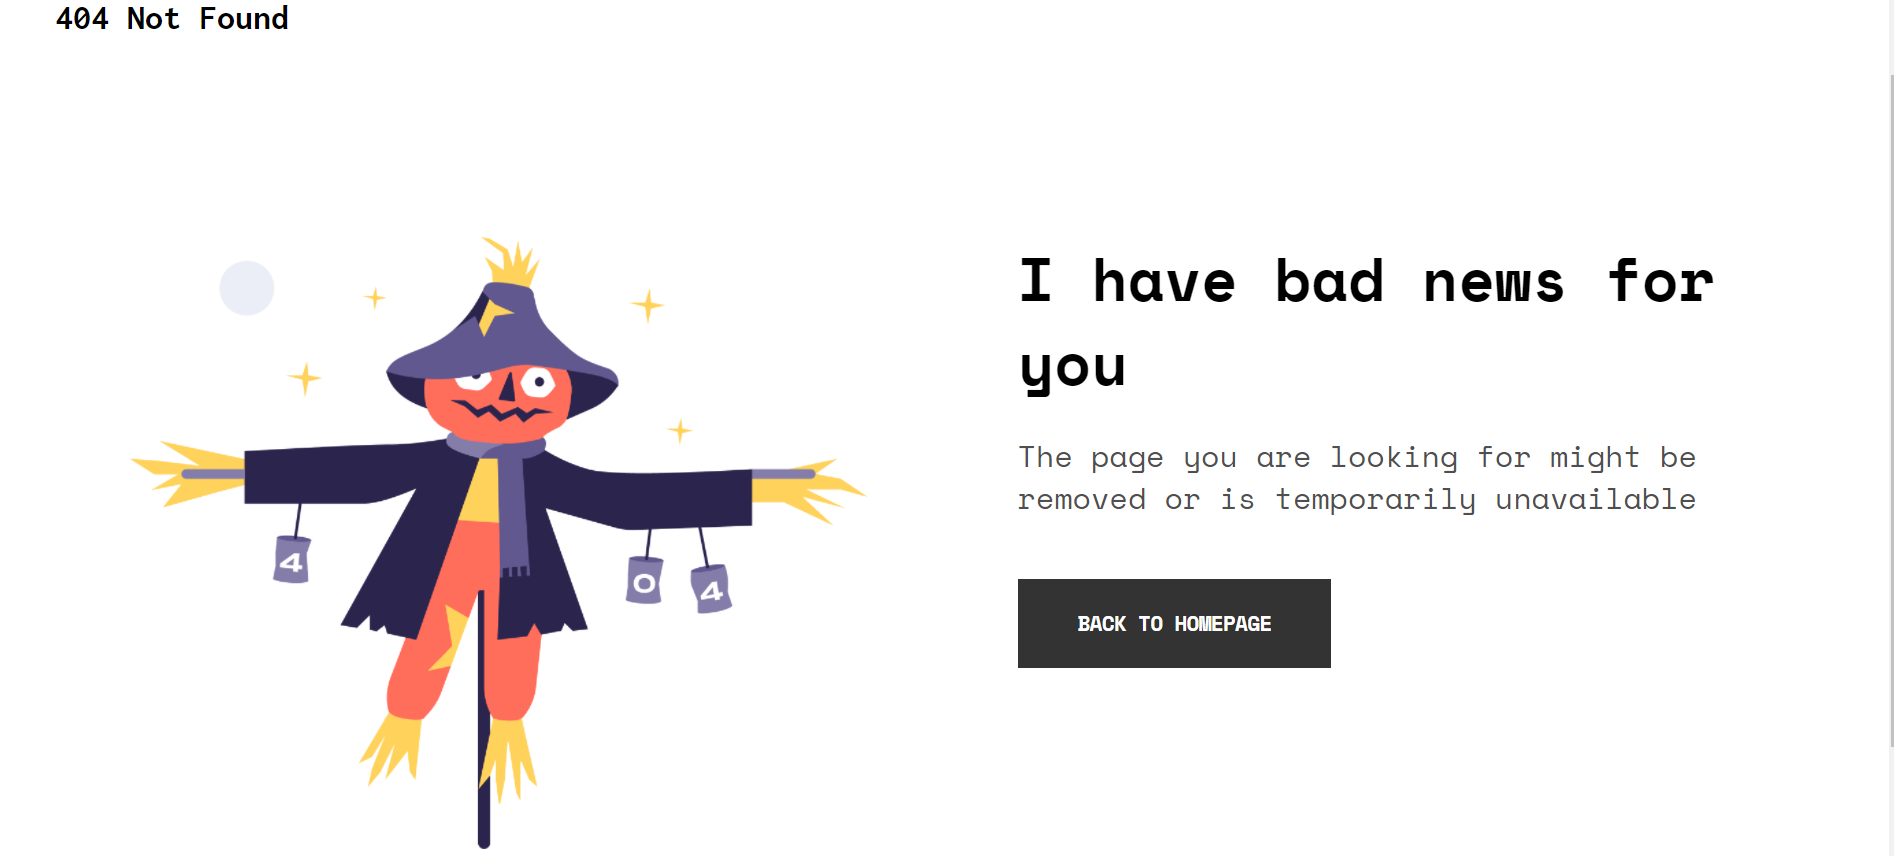 404 Not Found
I have bad news for
you
The page you are looking for might be
removed or is temporarily unavailable
BACK TO HOMEPAGE
4
0
4